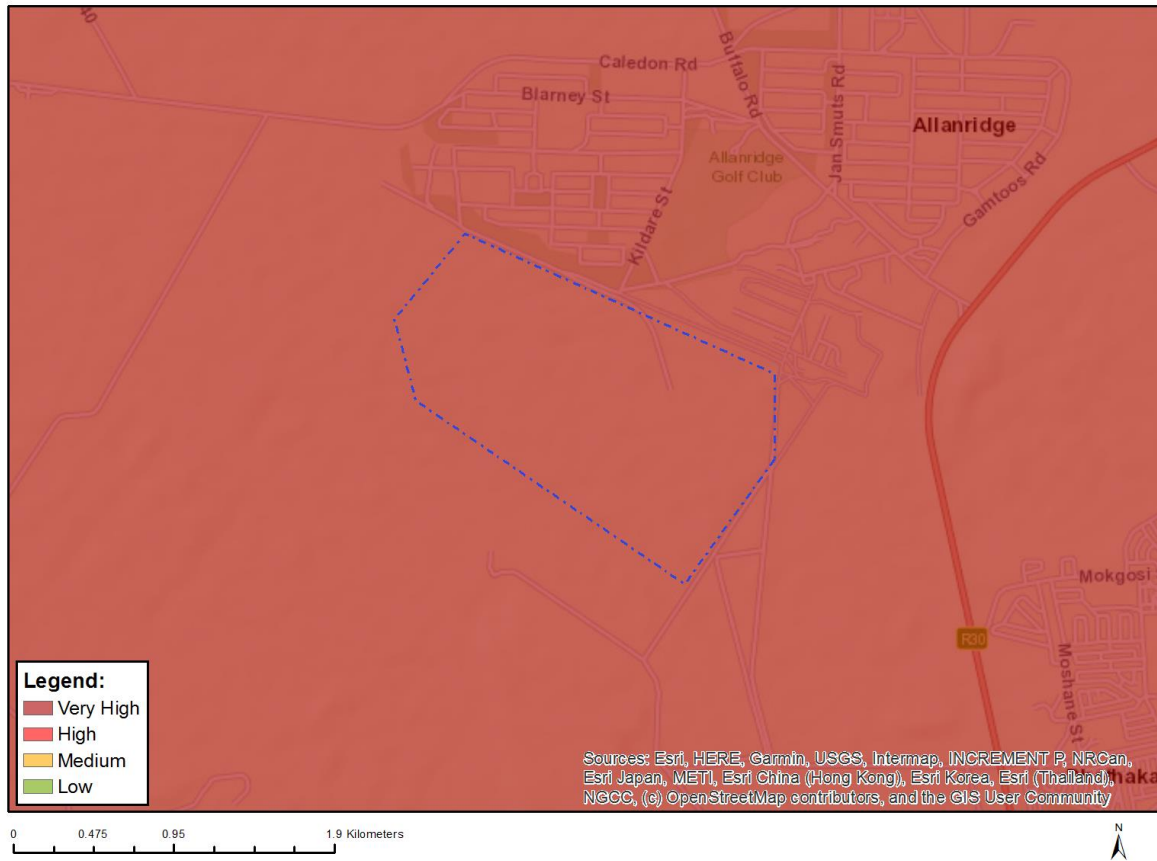 40
Caledon Rd
Buffalo Rd
Blarney St
Jan Smuts Rd
Allanridge
Allanridge
Golf Club
Gamtoos Rd
Kildare St
Mokgosi
R30
Moshane St
Legend:
Very High
High
Medium
Low
Sources: Esri, HERE, Garmin, USGS, Intermap, INCREMENT P, NRCan,
Esri Japan, METI, Esri China (Hong Kong), Esri Korea, Esri (Thailand),
NGCC, (c) OpenStreetMap contributors, and the GIS User Community
0 0.475 0.95 1.9 Kilometers
N